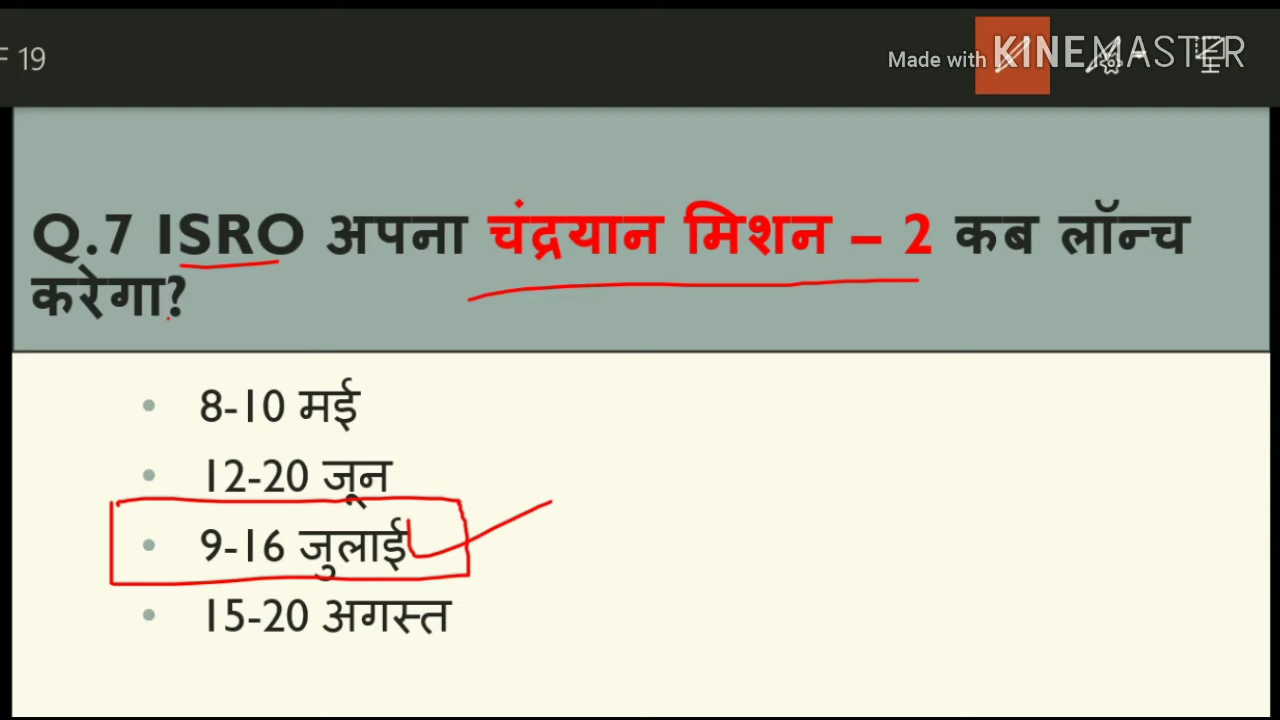 F 19
Made with KINEMASTER
Q.7 ISRO अपना चंद्रयान मिशन – 2 कब लॉन्च
करेगा?
8-10 मई
12-20 जून
9-16 जुलाई
15-20 अगस्त